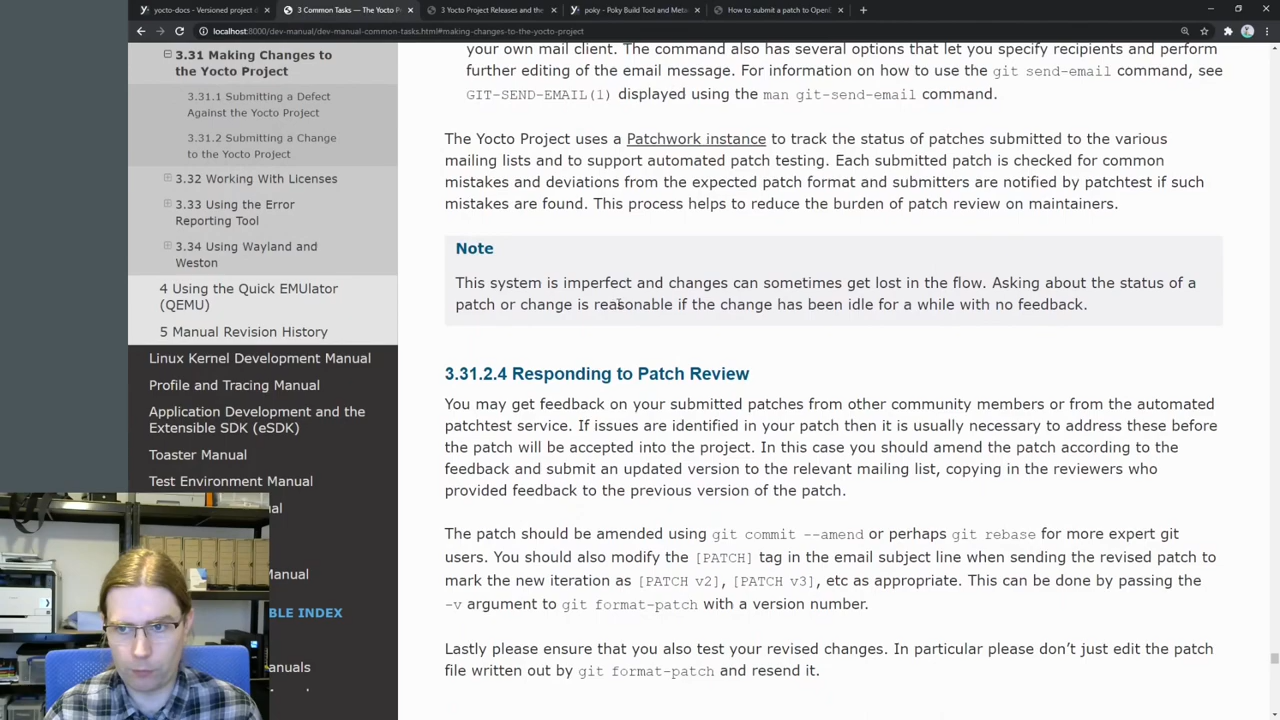 yocto-docs - Versioned project d
3 Common Tasks — The Yocto P
3 Yocto Project Releases and the
poky - Poky Build Tool and Meta
How to submit a patch to OpenE
localhost:8000/dev-manual/dev-manual-common-tasks.html#making-changes-to-the-yocto-project
3.31 Making Changes to
the Yocto Project
3.31.1 Submitting a Defect
Against the Yocto Project
3.31.2 Submitting a Change
to the Yocto Project
3.32 Working With Licenses
3.33 Using the Error
Reporting Tool
3.34 Using Wayland and
Weston
4 Using the Quick EMUlator
(QEMU)
5 Manual Revision History
Linux Kernel Development Manual
Profile and Tracing Manual
Application Development and the
Extensible SDK (eSDK)
Toaster Manual
Test Environment Manual
al
Manual
BLE INDEX
anuals
your own mail client. The command also has several options that let you specify recipients and perform
further editing of the email message. For information on how to use the git send-email command, see
GIT-SEND-EMAIL(1) displayed using the man git-send-email command.
The Yocto Project uses a Patchwork instance to track the status of patches submitted to the various
mailing lists and to support automated patch testing. Each submitted patch is checked for common
mistakes and deviations from the expected patch format and submitters are notified by patchtest if such
mistakes are found. This process helps to reduce the burden of patch review on maintainers.
Note
This system is imperfect and changes can sometimes get lost in the flow. Asking about the status of a
patch or change is reasonable if the change has been idle for a while with no feedback.
3.31.2.4 Responding to Patch Review
You may get feedback on your submitted patches from other community members or from the automated
patchtest service. If issues are identified in your patch then it is usually necessary to address these before
the patch will be accepted into the project. In this case you should amend the patch according to the
feedback and submit an updated version to the relevant mailing list, copying in the reviewers who
provided feedback to the previous version of the patch.
The patch should be amended using git commit --amend or perhaps git rebase for more expert git
users. You should also modify the [PATCH] tag in the email subject line when sending the revised patch to
mark the new iteration as [PATCH v2], [PATCH v3], etc as appropriate. This can be done by passing the
-v argument to git format-patch with a version number.
Lastly please ensure that you also test your revised changes. In particular please don’t just edit the patch
file written out by git format-patch and resend it.